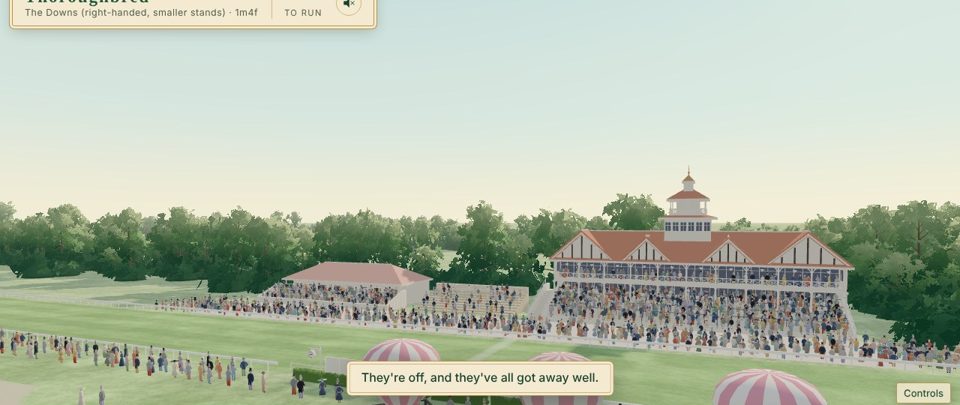 Thoroughbred
The Downs (right-handed, smaller stands) · 1m4f
TO RUN
They're off, and they've all got away well.
Controls